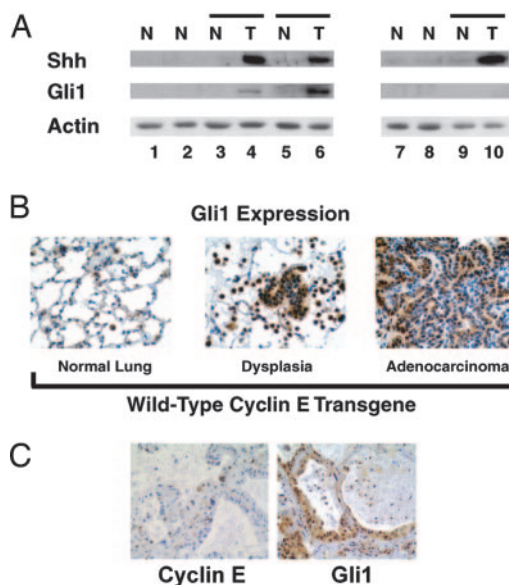 A
N N N T N T N N N T
Shh
Gli1
Actin
1 2 3 4 5 6 7 8 9 10
B
Gli1 Expression
Normal Lung Dysplasia Adenocarcinoma
Wild-Type Cyclin E Transgene
C
Cyclin E Gli1